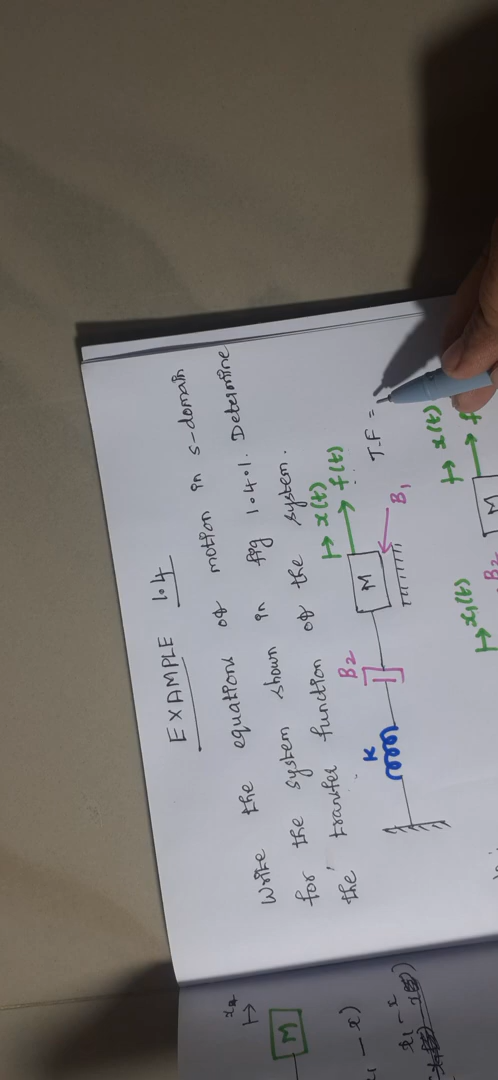 EXAMPLE 1.4
Write the equations of motion in s-domain
for the system shown in fig 1.4.1. Determine
the transfer function of the system.
x(t)
f(t)
B2
K
M
B1
T.F =
x1(t)
x(t)
B2
M
M